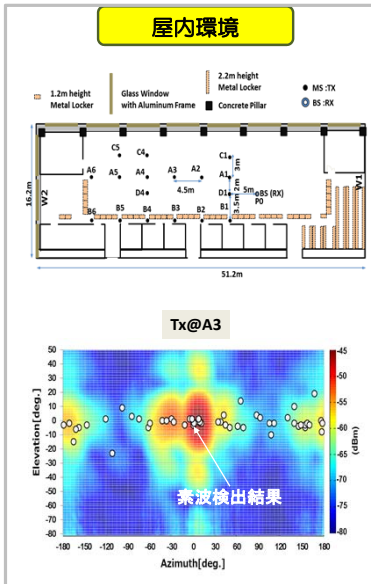 屋内環境
1.2m height
Metal Locker
Glass Window
with Aluminum Frame
2.2m height
Metal Locker
Concrete Pillar
MS :TX
BS :RX
C5 C4 C1
A6 A5 A4 A3 A2 A1
3m
2m
4.5m
5m
D4 D1 BS (RX)
P0
3.5m
B6 B5 B4 B3 B2 B1
W2
W1
16.2m
51.2m
Tx@A3
Elevation[deg.]
50
40
30
20
10
0
-10
-20
-30
-40
-50
-60
-70
-80
素波検出結果
-180 -150 -120 -90 -60 -30 0 30 60 90 120 150 180
Azimuth[deg.]
-45
-50
-55
-60
-65
-70
-75
-80
(dBm)